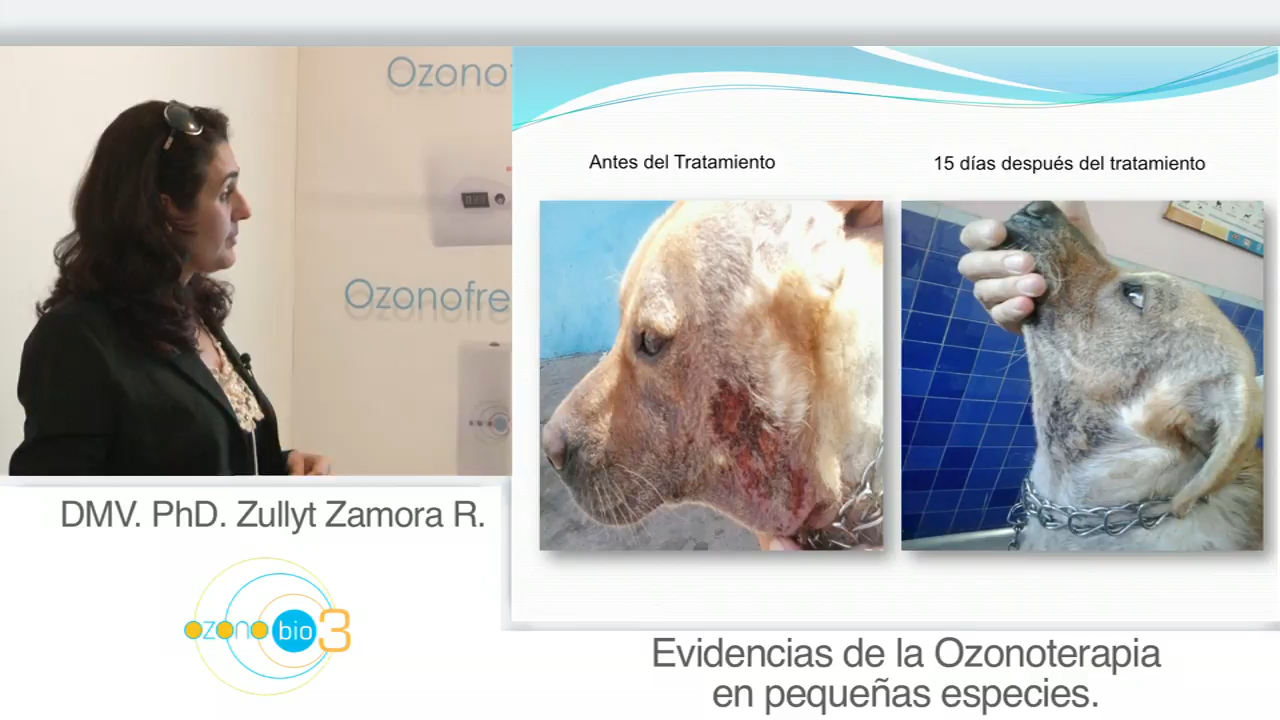 Ozono
Ozonofre
Antes del Tratamiento
15 días después del tratamiento
DMV. PhD. Zullyt Zamora R.
ozono bio 3
Evidencias de la Ozonoterapia
en pequeñas especies.